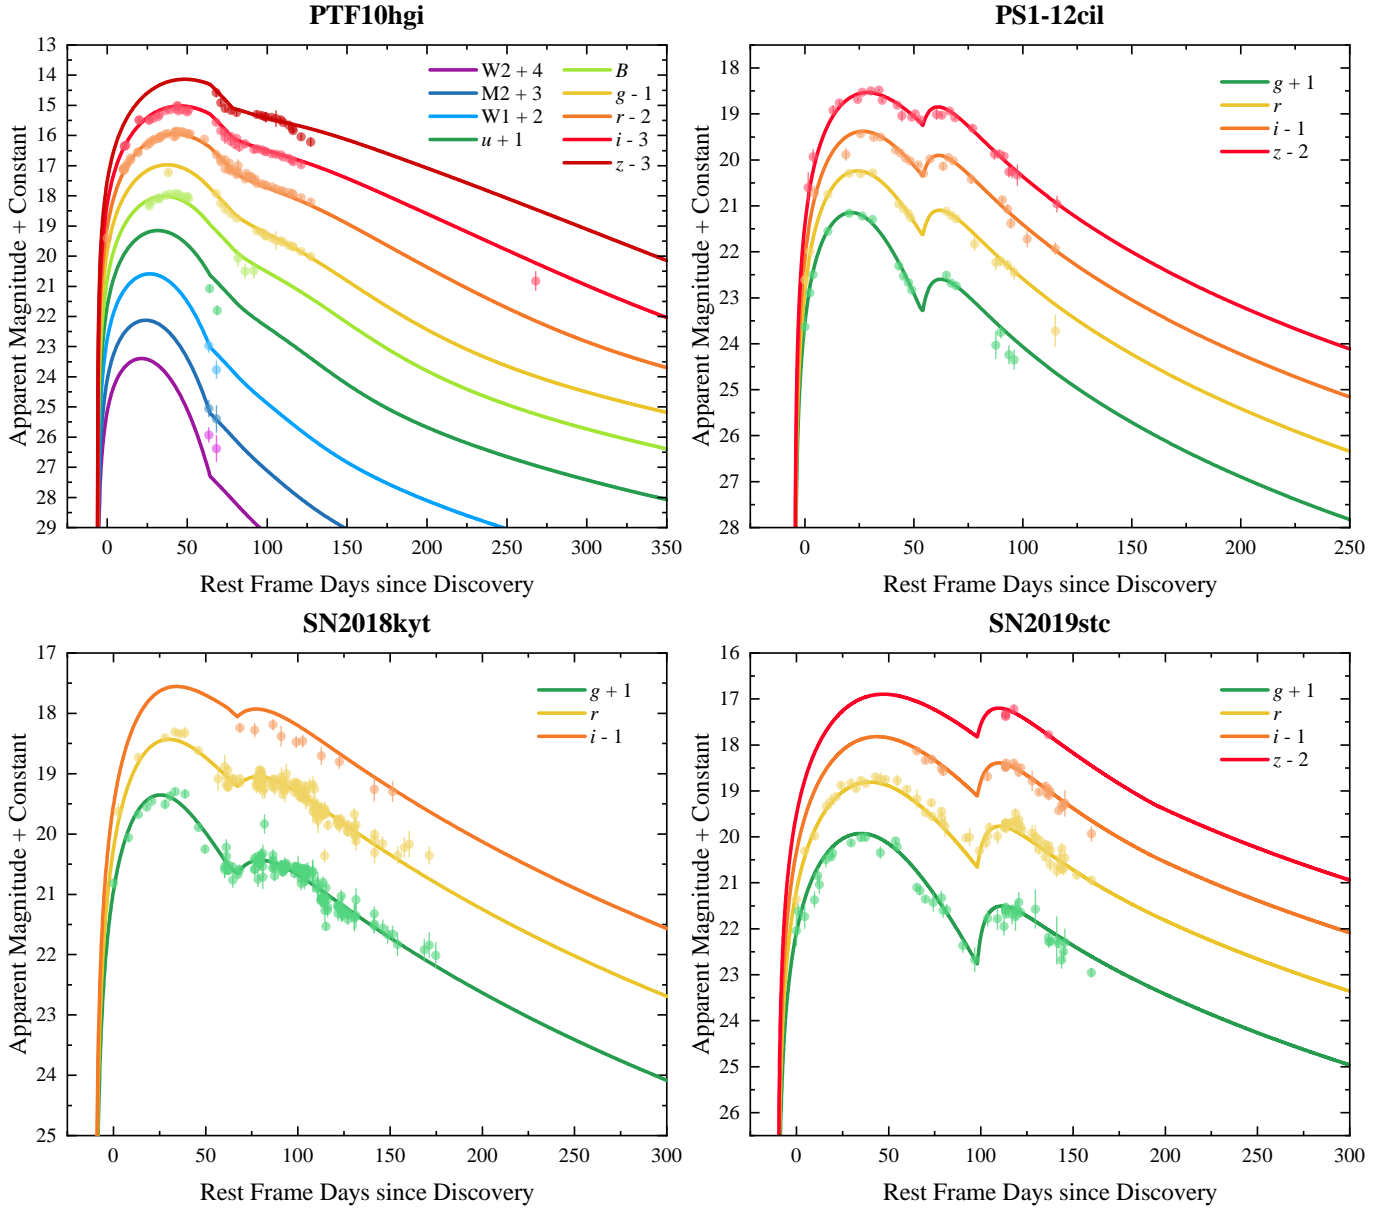 PTF10hgi
PS1-12cil
13
14
15
16
17
18
19
20
21
22
23
24
25
26
27
28
29
W2 + 4
M2 + 3
W1 + 2
u + 1
B
g - 1
r - 2
i - 3
z - 3
Apparent Magnitude + Constant
0 50 100 150 200 250 300 350
Rest Frame Days since Discovery
18
19
20
21
22
23
24
25
26
27
28
g + 1
r
i - 1
z - 2
Apparent Magnitude + Constant
0 50 100 150 200 250
Rest Frame Days since Discovery
SN2018kyt
SN2019stc
17
18
19
20
21
22
23
24
25
g + 1
r
i - 1
Apparent Magnitude + Constant
0 50 100 150 200 250 300
Rest Frame Days since Discovery
16
17
18
19
20
21
22
23
24
25
26
g + 1
r
i - 1
z - 2
Apparent Magnitude + Constant
0 50 100 150 200 250 300
Rest Frame Days since Discovery